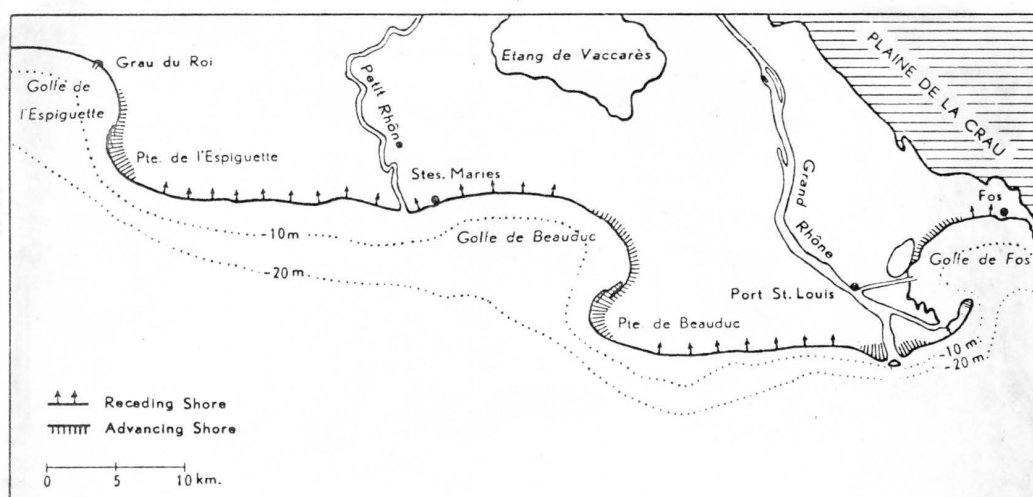 Grau du Roi
Golfe de
l'Espiguette
Pte. de l'Espiguette
Petit Rhône
Etang de Vaccarès
PLAINE DE LA CRAU
Stes. Maries
Grand Rhône
Fos
Golfe de Fos
Golfe de Beauduc
-10m
-20m.
Port St. Louis
Pte. de Beauduc
-10 m.
-20 m.
Receding Shore
Advancing Shore
0 5 10 km.